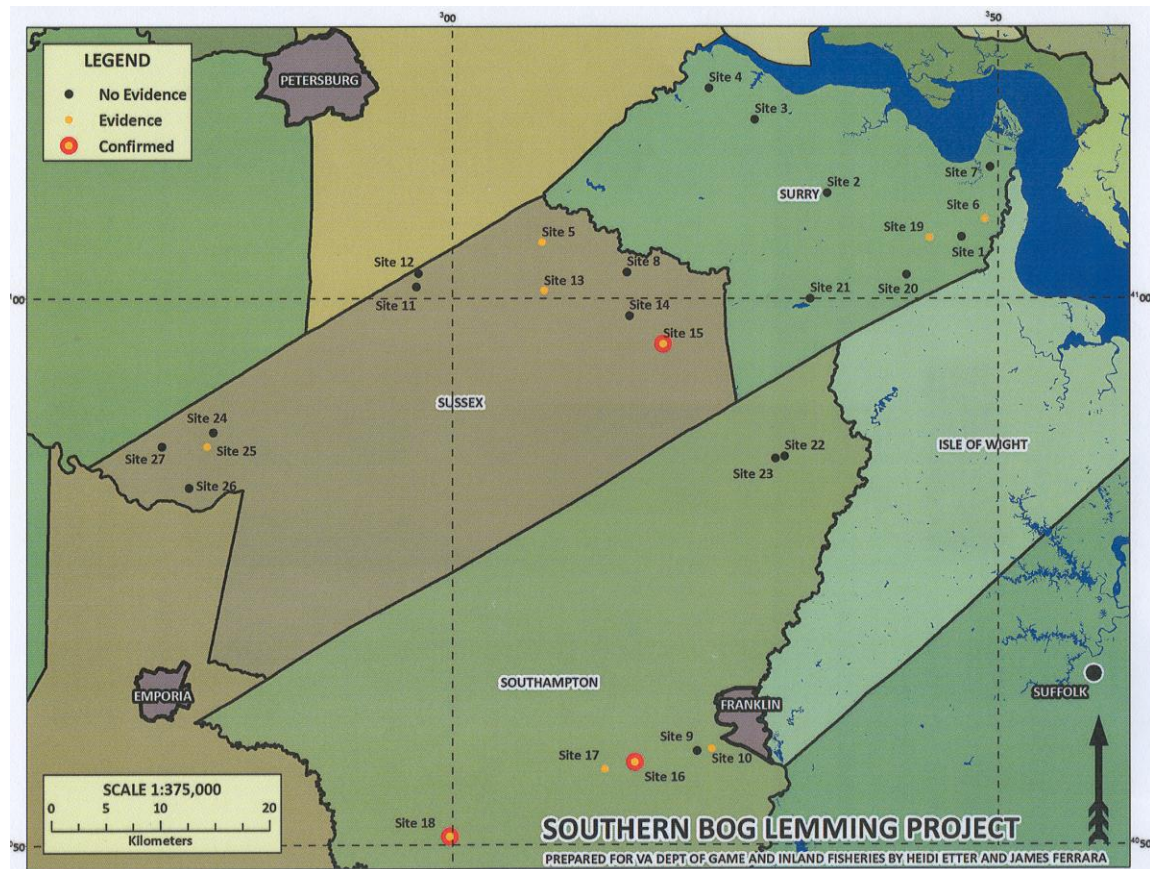 ³00
³50
LEGEND
No Evidence
Evidence
Confirmed
PETERSBURG
Site 4
Site 3
Site 7
Site 2
SURRY
Site 6
Site 19
Site 1
Site 5
Site 12
Site 8
Site 13
Site 11
Site 20
Site 21
⁴¹00
Site 14
Site 15
SUSSEX
Site 24
Site 25
Site 27
Site 26
ISLE OF WIGHT
Site 22
Site 23
SOUTHAMPTON
EMPORIA
FRANKLIN
SUFFOLK
Site 9
Site 10
Site 17
Site 16
Site 18
SCALE 1:375,000
0 5 10 20
Kilometers
SOUTHERN BOG LEMMING PROJECT
PREPARED FOR VA DEPT OF GAME AND INLAND FISHERIES BY HEIDI ETTER AND JAMES FERRARA
⁴⁰50